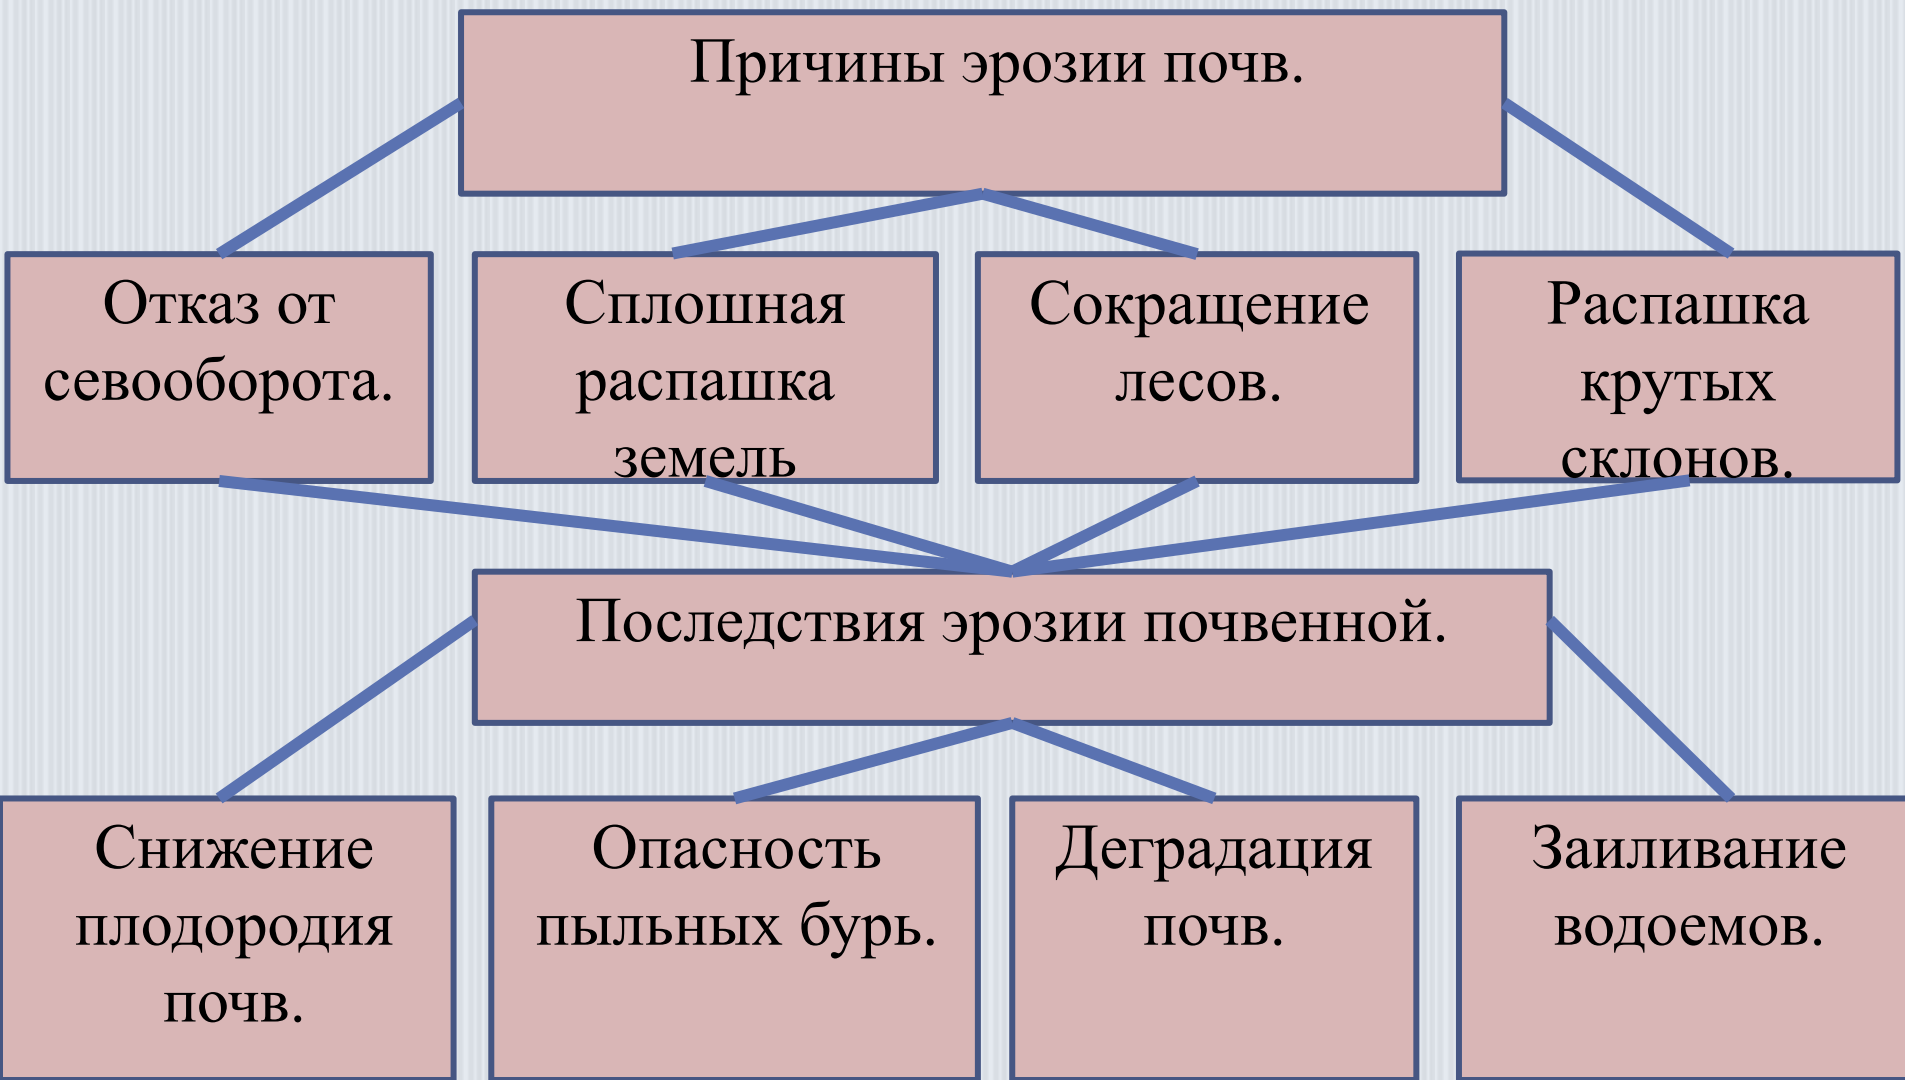 Причины эрозии почв.
Отказ от
севооборота.
Сплошная
распашка
земель
Сокращение
лесов.
Распашка
крутых
склонов.
Последствия эрозии почвенной.
Снижение
плодородия
почв.
Опасность
пыльных бурь.
Деградация
почв.
Заиливание
водоемов.